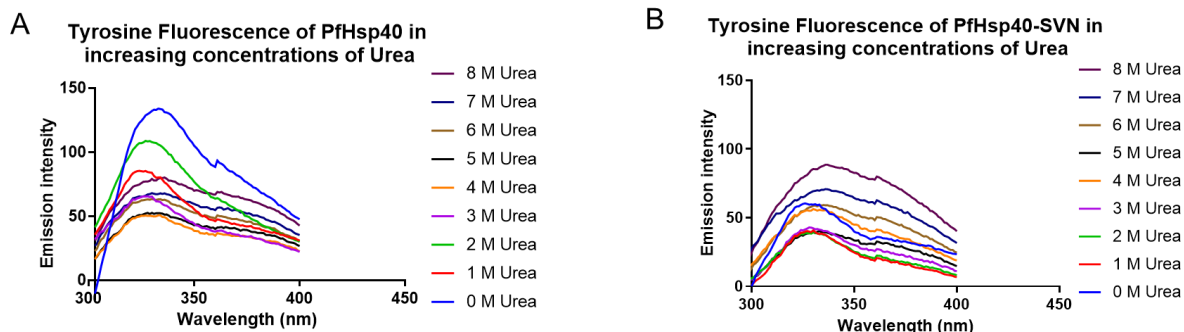 A
Tyrosine Fluorescence of PfHsp40 in
increasing concentrations of Urea
150
100
50
0
300
350
400
450
Emission intensity
Wavelength (nm)
8 M Urea
7 M Urea
6 M Urea
5 M Urea
4 M Urea
3 M Urea
2 M Urea
1 M Urea
0 M Urea
B
Tyrosine Fluorescence of PfHsp40-SVN in
increasing concentrations of Urea
150
100
50
0
300
350
400
450
Emission intensity
Wavelength (nm)
8 M Urea
7 M Urea
6 M Urea
5 M Urea
4 M Urea
3 M Urea
2 M Urea
1 M Urea
0 M Urea